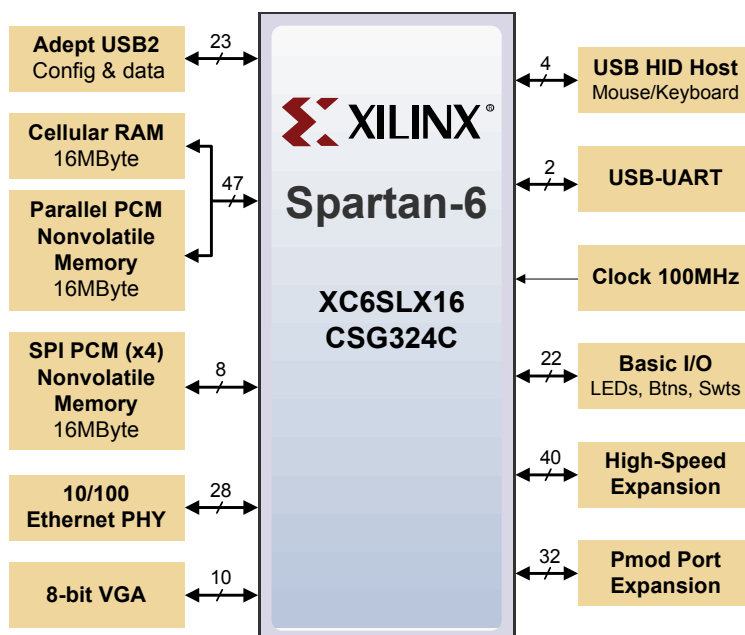 Adept USB2
Config & data
23
Cellular RAM
16MByte
47
Parallel PCM
Nonvolatile
Memory
16MByte
SPI PCM (x4)
Nonvolatile
Memory
16MByte
8
10/100
Ethernet PHY
28
8-bit VGA
10
XILINX®
Spartan-6
XC6SLX16
CSG324C
4
USB HID Host
Mouse/Keyboard
2
USB-UART
Clock 100MHz
22
Basic I/O
LEDs, Btns, Swts
40
High-Speed
Expansion
32
Pmod Port
Expansion